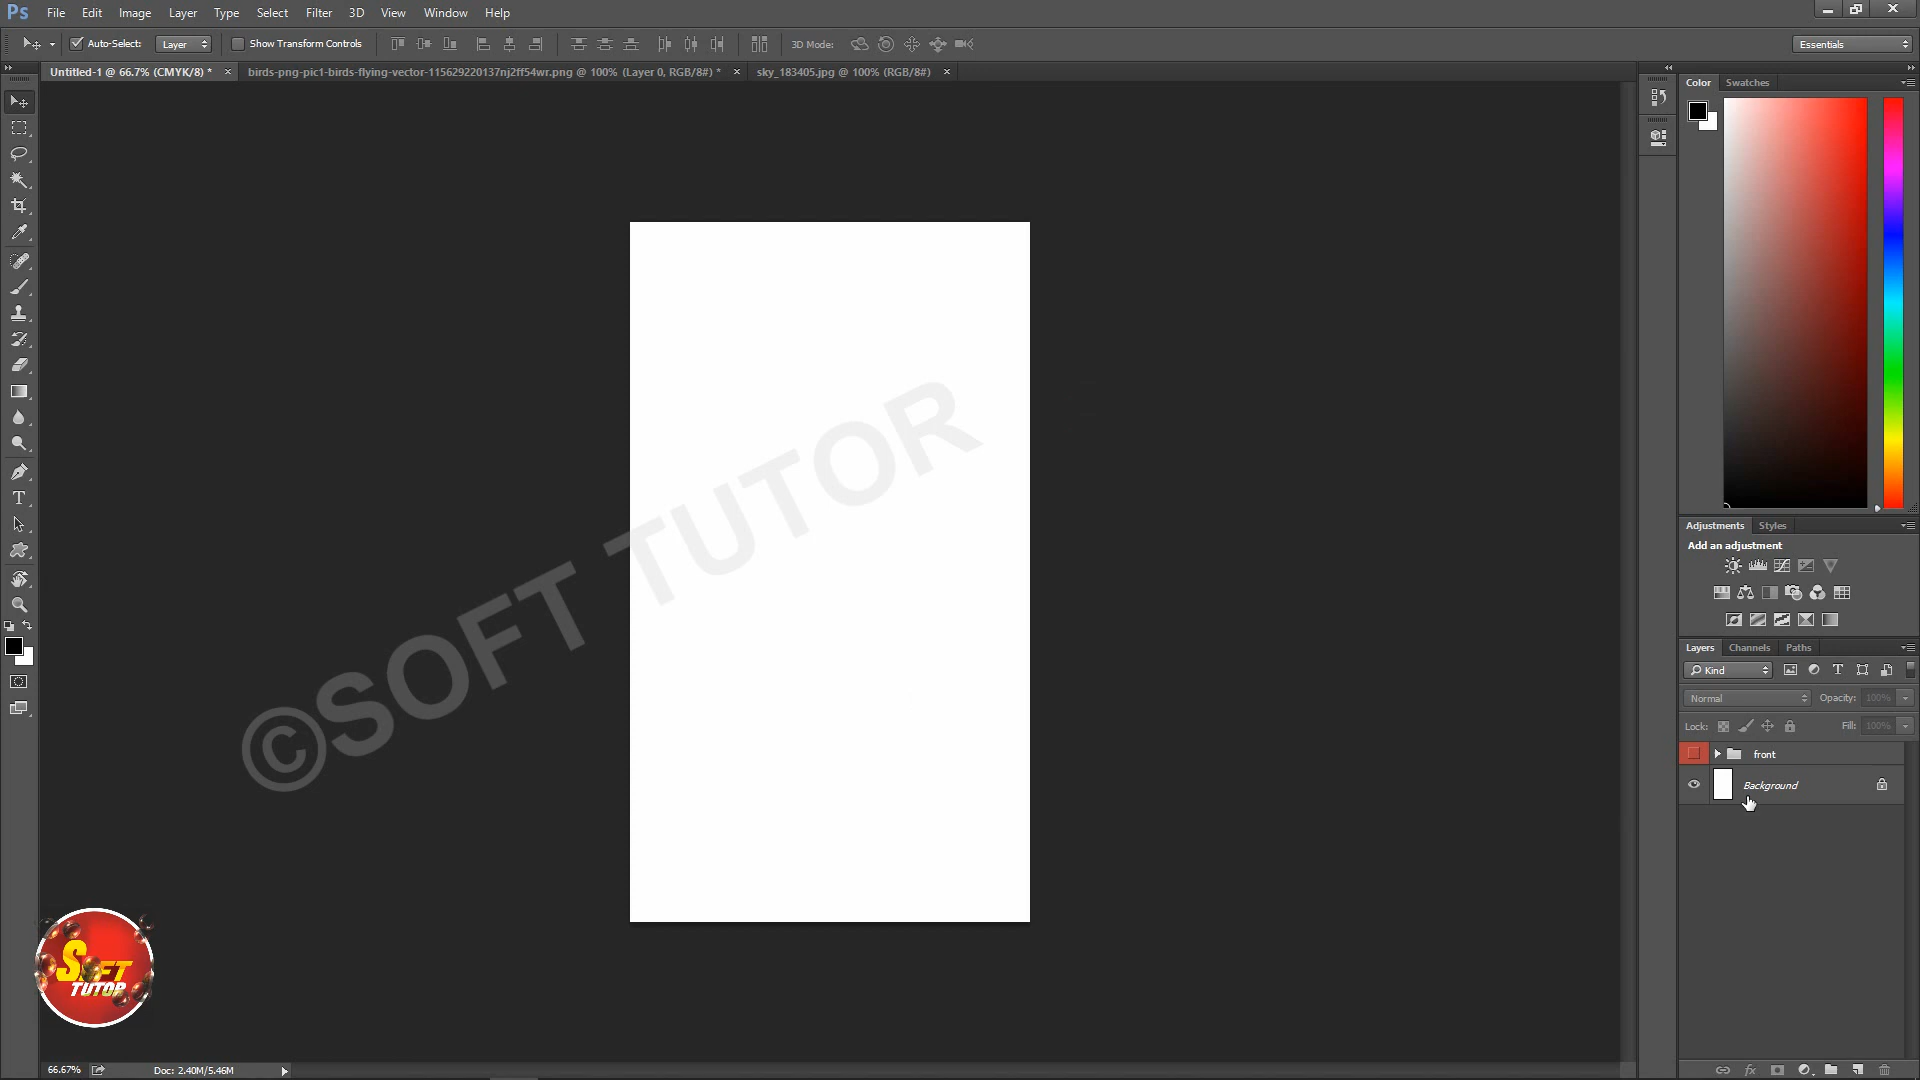 Ps File Edit Image Layer Type Select Filter 3D View Window Help
Auto-Select: Layer Show Transform Controls 3D Mode: Essentials
Untitled-1 @ 66.7% (CMYK/8) * × birds-png-pic1-birds-flying-vector-115629220137nj2ff54wr.png @ 100% (Layer 0, RGB/8#) * × sky_183405.jpg @ 100% (RGB/8#) ×
Color Swatches
©SOFT TUTOR
Adjustments Styles
Add an adjustment
Layers Channels Paths
Kind
Normal Opacity: 100%
Lock: Fill: 100%
front
Background
SOFT
TUTOR
66.67% Doc: 2.40M/5.46M